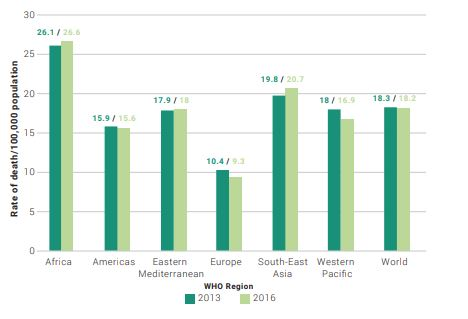 30
25
20
15
10
5
0
Rate of death/100,000 population
26.1 / 26.6
15.9 / 15.6
17.9 / 18
10.4 / 9.3
19.8 / 20.7
18 / 16.9
18.3 / 18.2
Africa
Americas
Eastern
Mediterranean
Europe
South-East
Asia
Western
Pacific
World
WHO Region
2013 2016